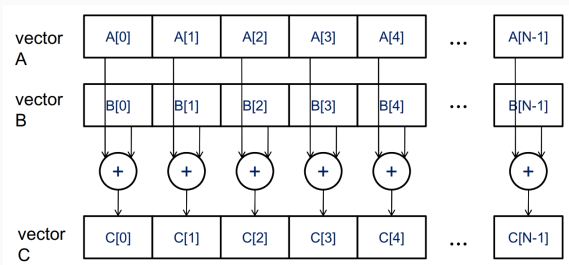 vector A[0] A[1] A[2] A[3] A[4] ... A[N-1]
A
vector B[0] B[1] B[2] B[3] B[4] ... B[N-1]
B
+ + + + + +
vector C[0] C[1] C[2] C[3] C[4] ... C[N-1]
C